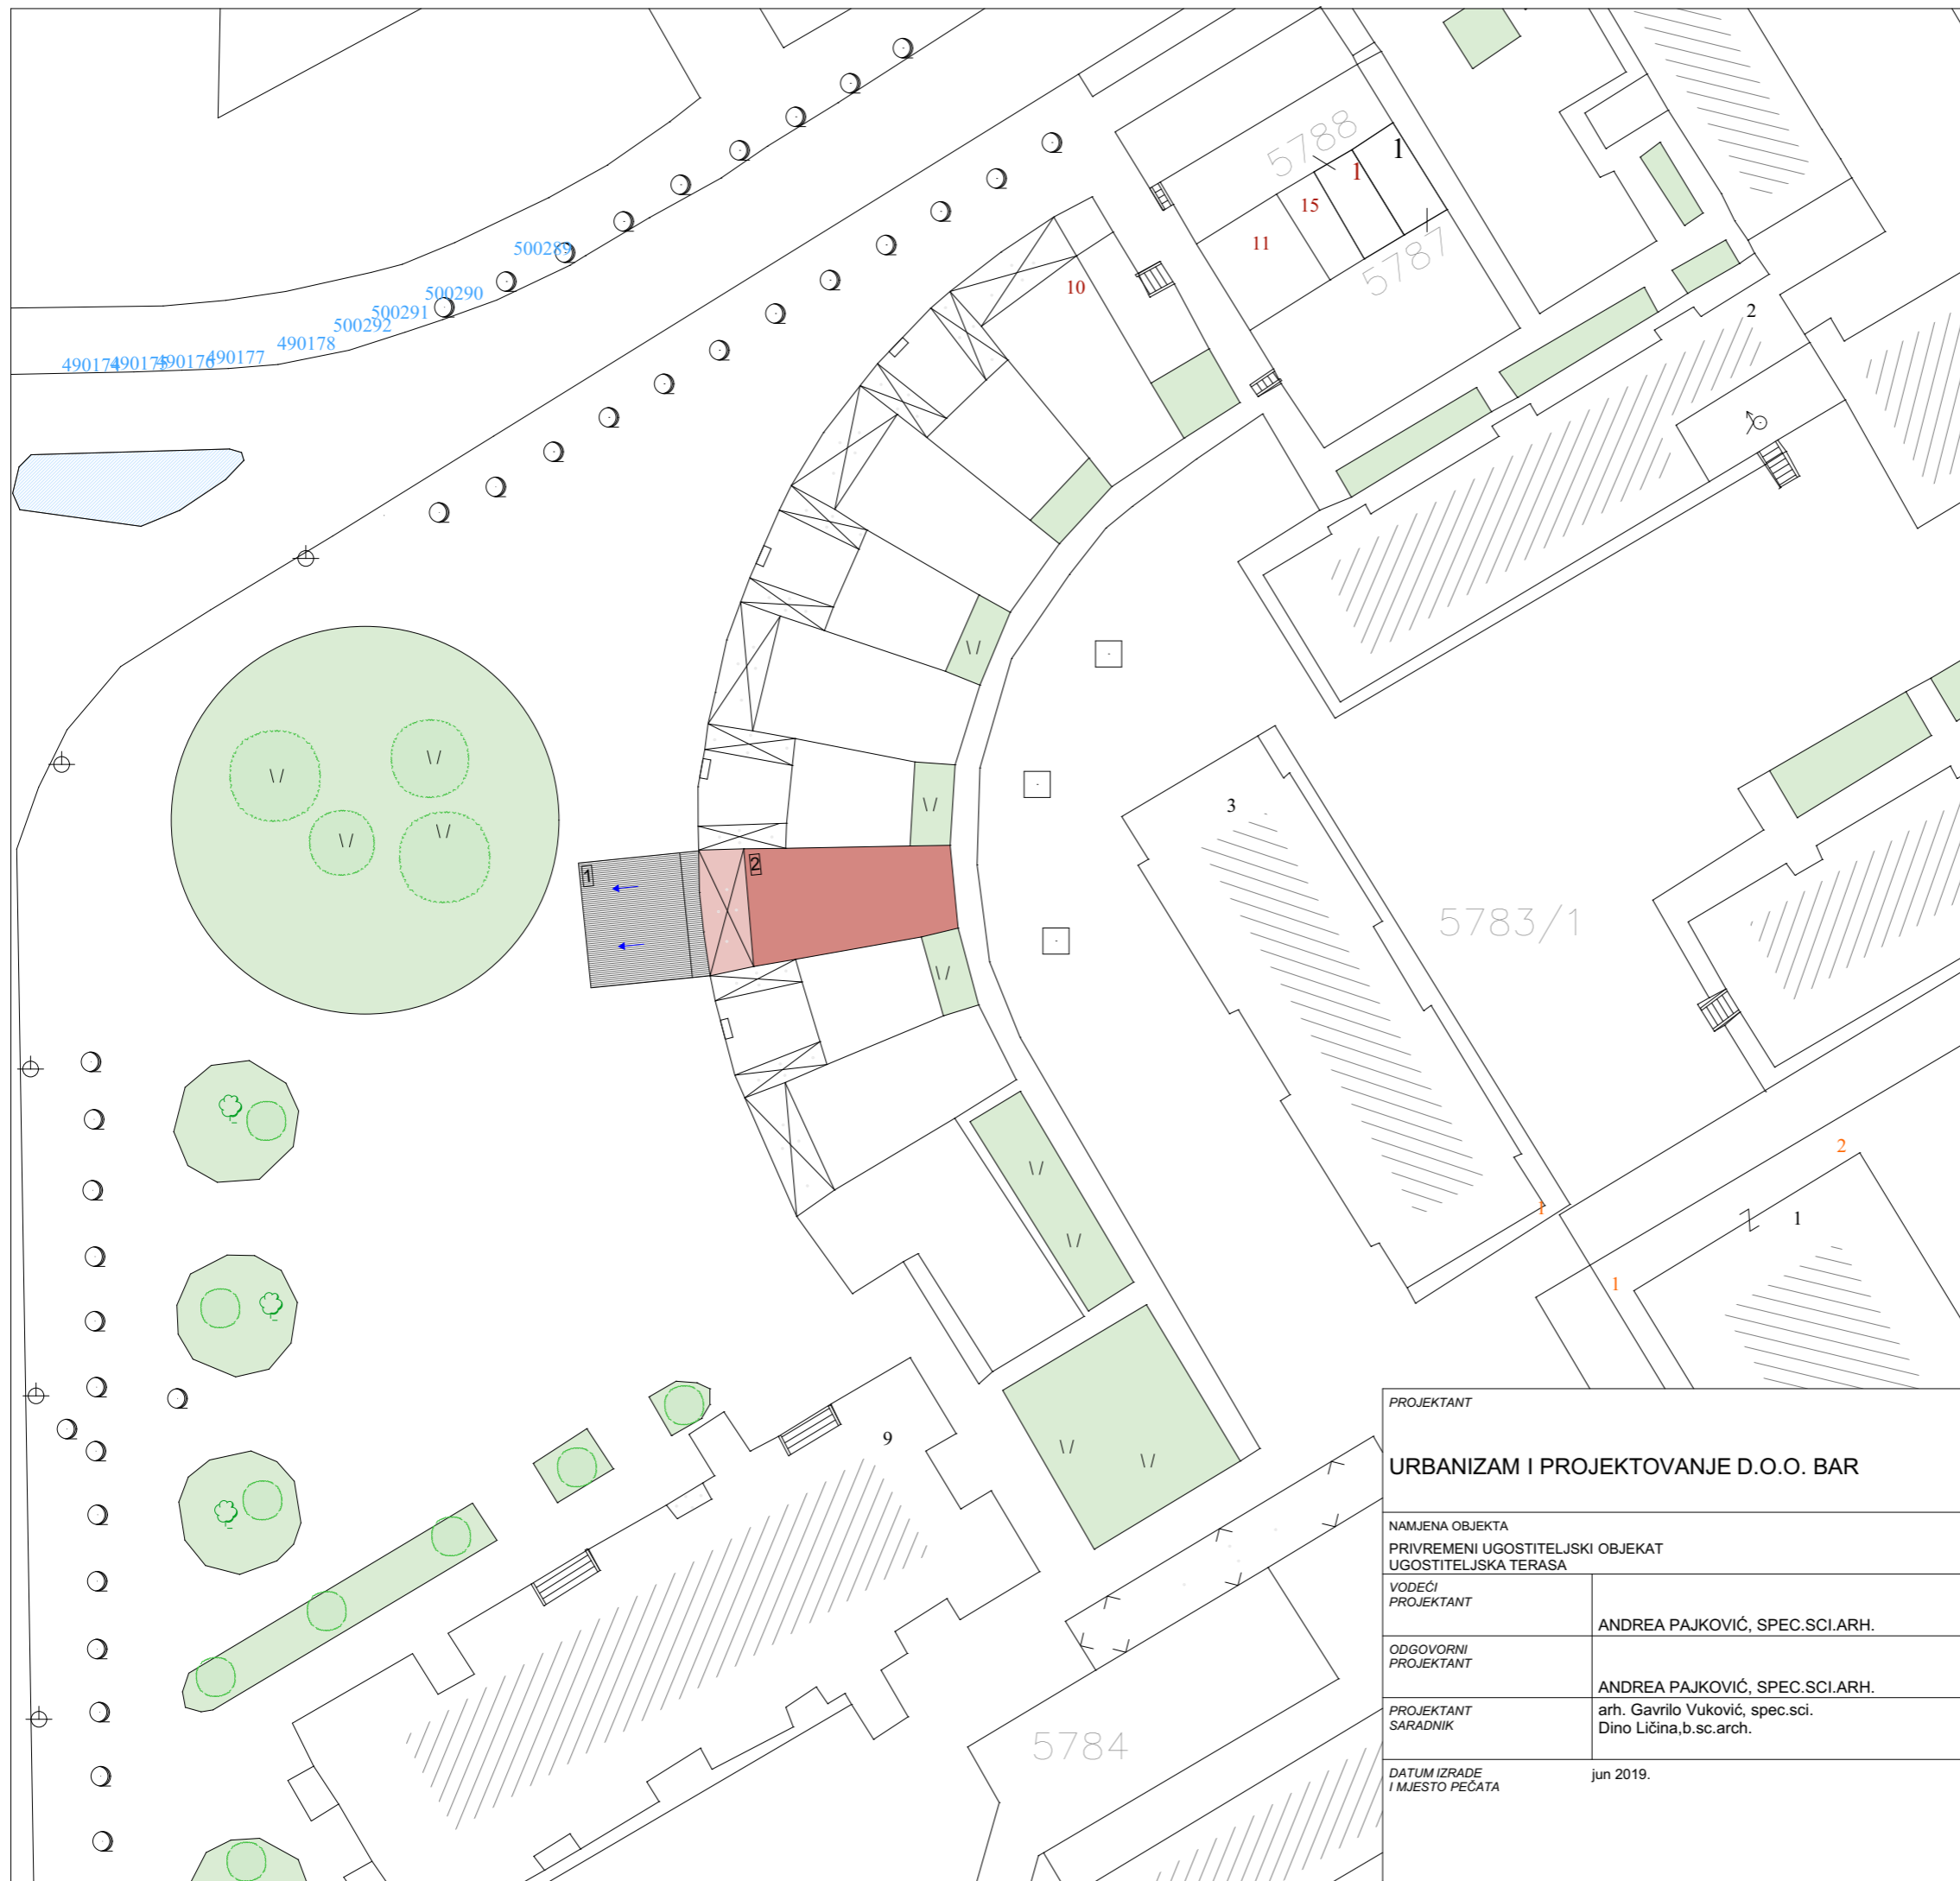 5788
1
1
15
11
5787
10
500289
500290
500291
500292
490178
490177
490176
490175
490174
2
3
1
2
5783/1
2
1
1
1
9
5784
PROJEKTANT
URBANIZAM I PROJEKTOVANJE D.O.O. BAR
NAMJENA OBJEKTA
PRIVREMENI UGOSTITELJSKI OBJEKAT
UGOSTITELJSKA TERASA
VODEĆI
PROJEKTANT
ANDREA PAJKOVIĆ, SPEC.SCI.ARH.
ODGOVORNI
PROJEKTANT
ANDREA PAJKOVIĆ, SPEC.SCI.ARH.
PROJEKTANT
SARADNIK
arh. Gavrilo Vuković, spec.sci.
Dino Ličina,b.sc.arch.
DATUM IZRADE
I MJESTO PEČATA
jun 2019.